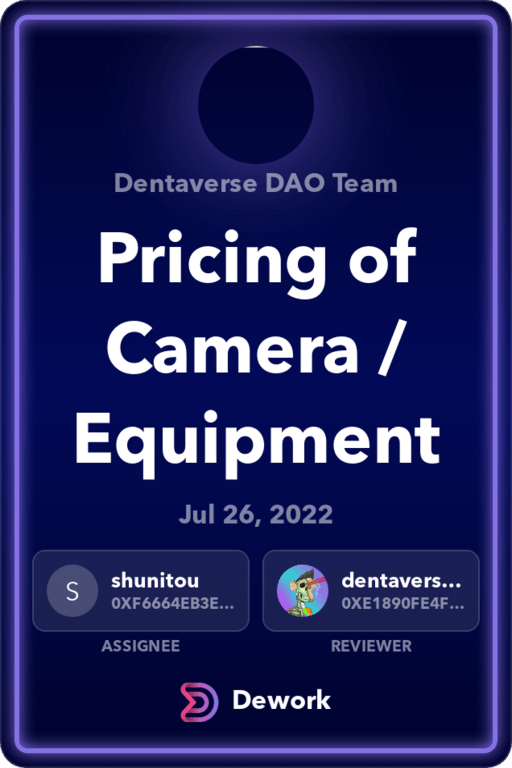 Dentaverse DAO Team
Pricing of
Camera /
Equipment
Jul 26, 2022
S
shunitou
0XF6664EB3E...
ASSIGNEE
dentavers...
0XE1890FE4F...
REVIEWER
Dework